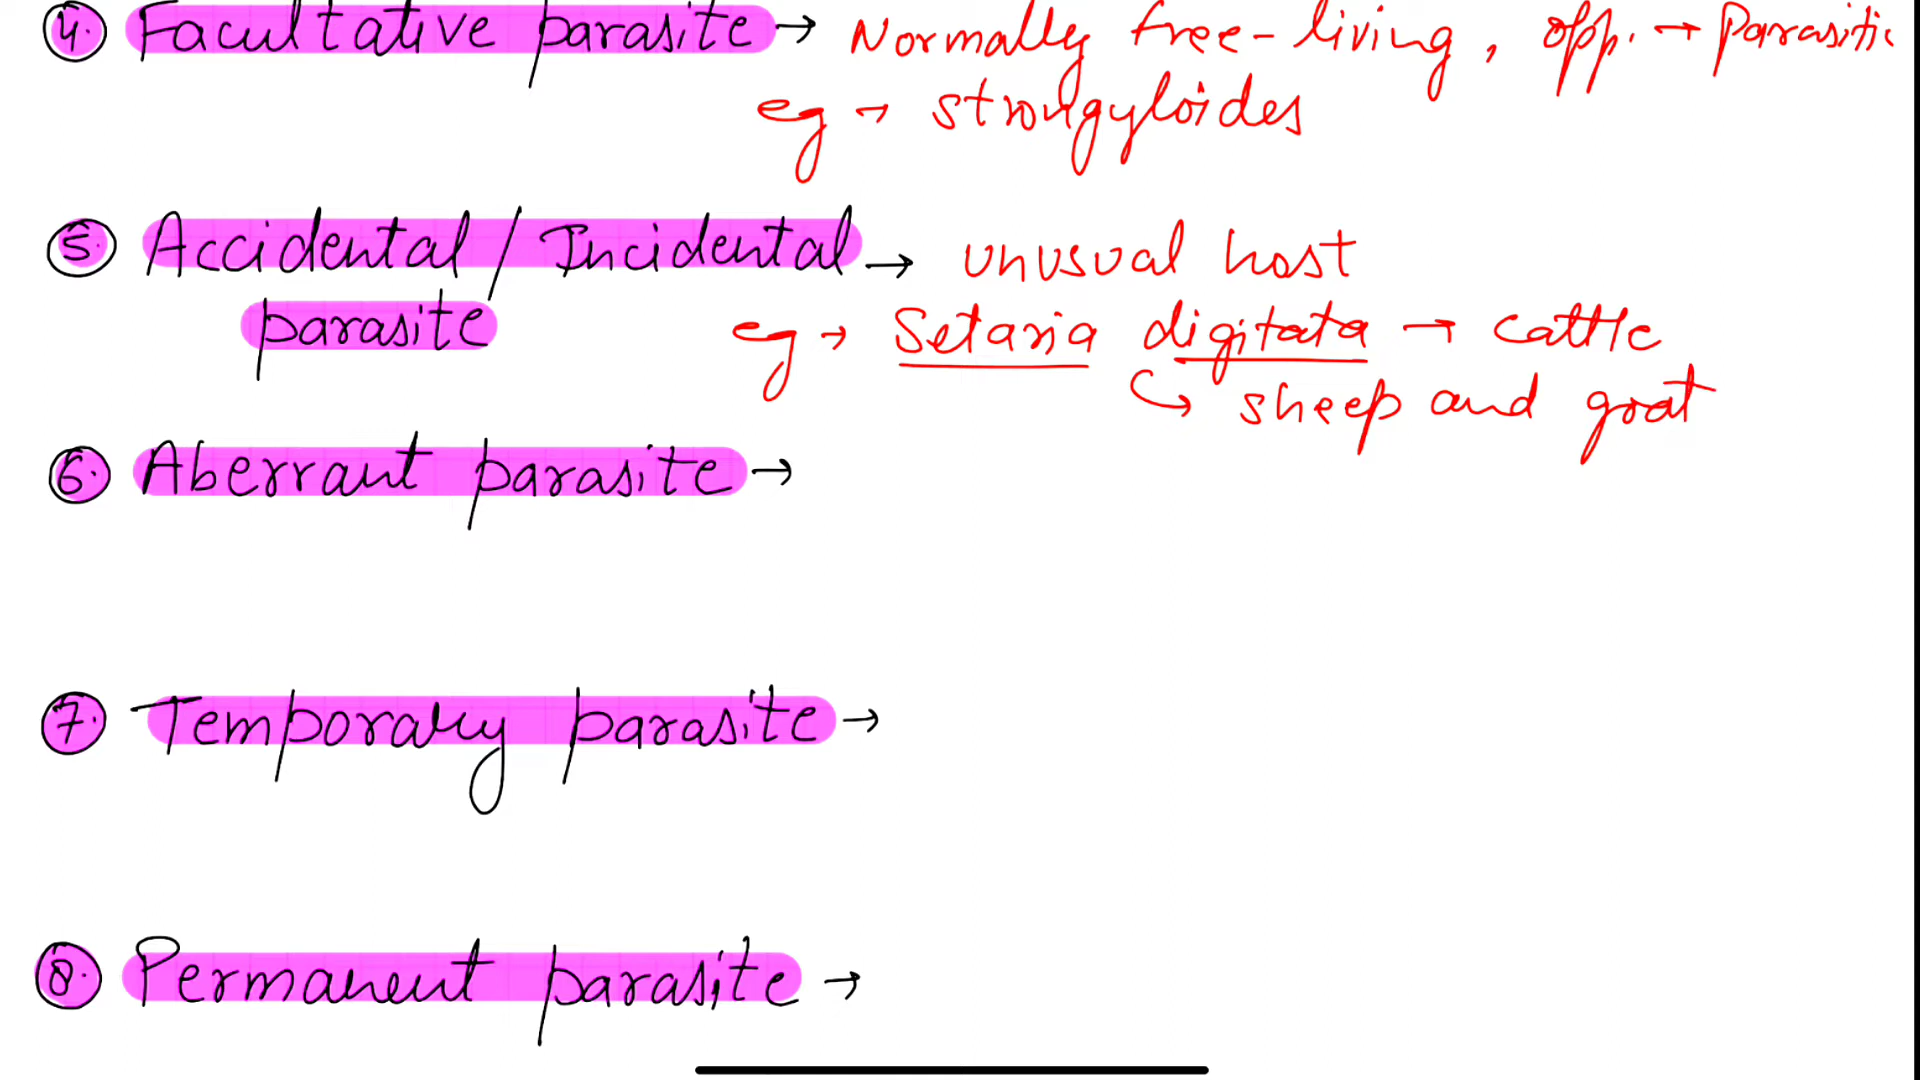 4. Facultative parasite → Normally free-living, opp. → Parasitic
eg → strongyloides
5. Accidental / Incidental → unusual host
parasite eg → Setaria digitata → cattle
↳ sheep and goat
6. Aberrant parasite →
7. Temporary parasite →
8. Permanent parasite →